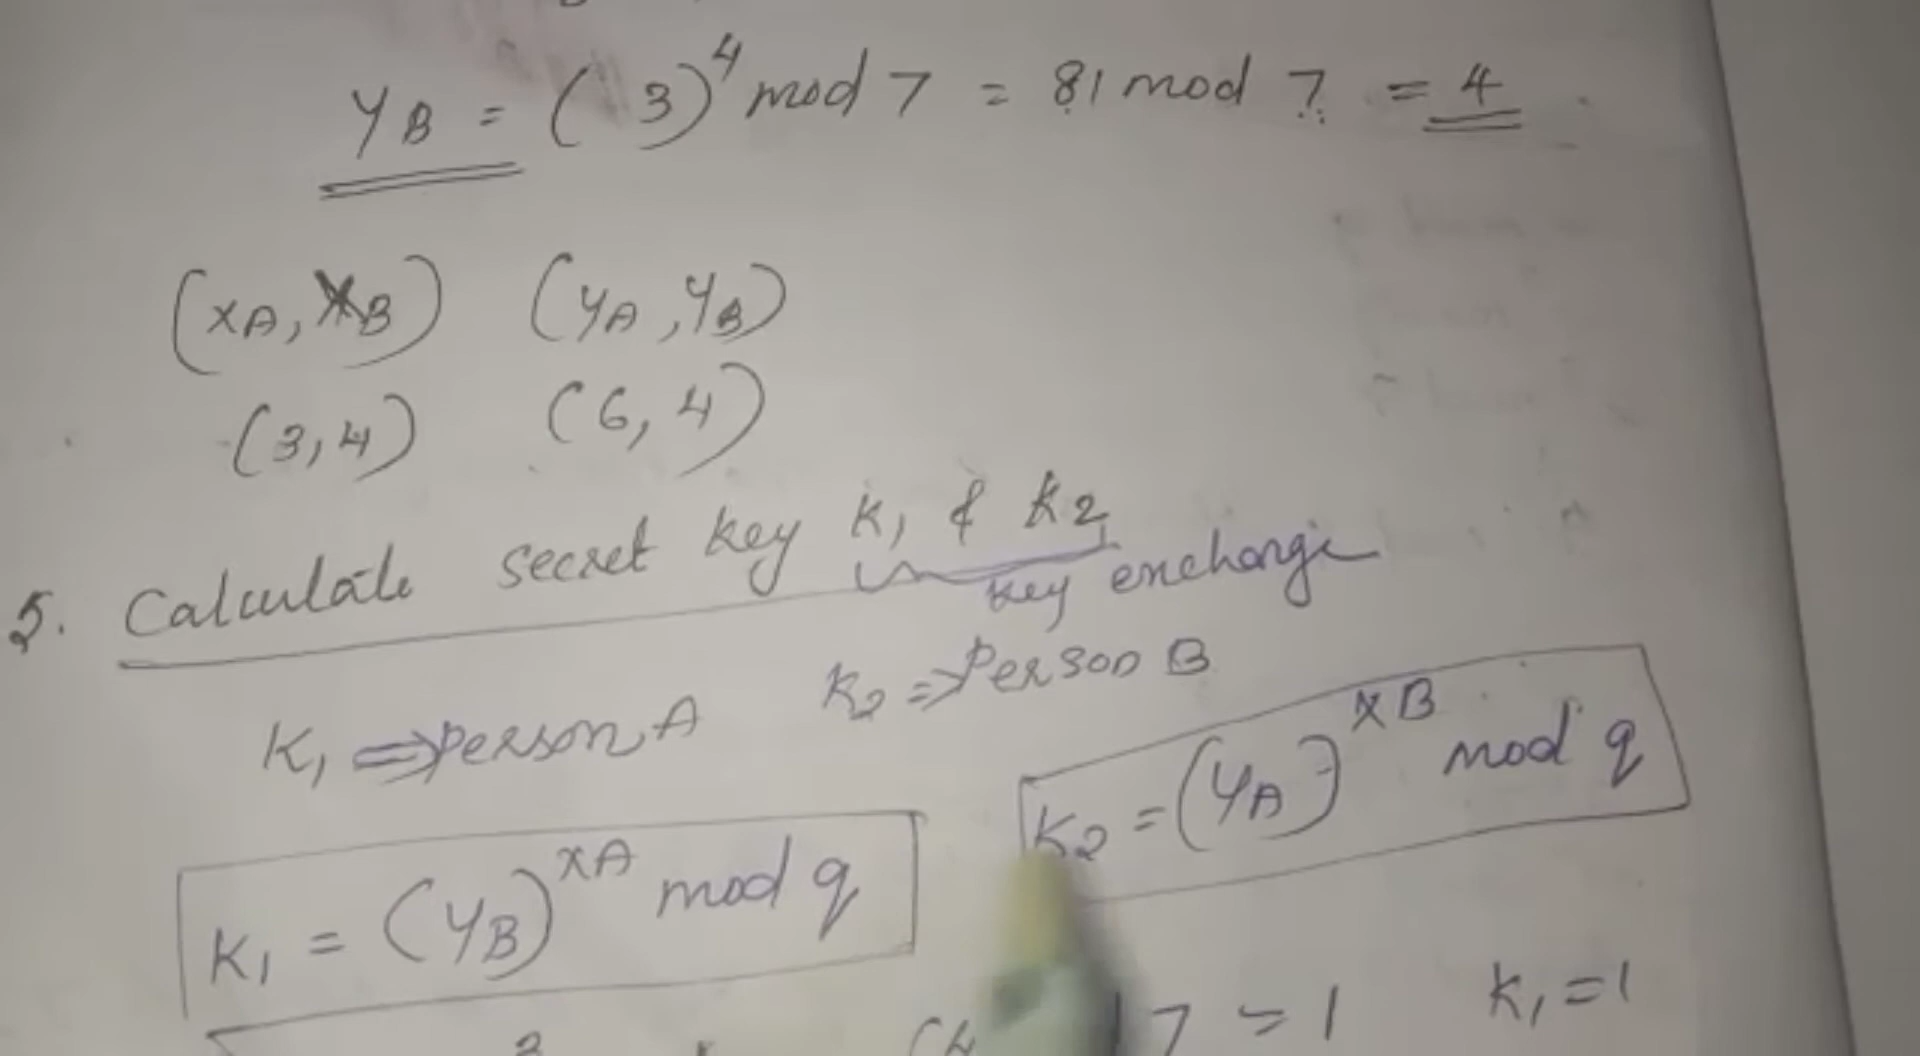 YB = (3)^4 mod 7 = 81 mod 7 = 4
(XA, XB) (YA, YB)
(3,4) (6,4)
5. Calculate secret key K1 & K2
key exchange
K1 ⇒ Person A K2 ⇒ Person B
K1 = (YB)^XA mod q K2 = (YA)^XB mod q
7 = 1 K1 = 1